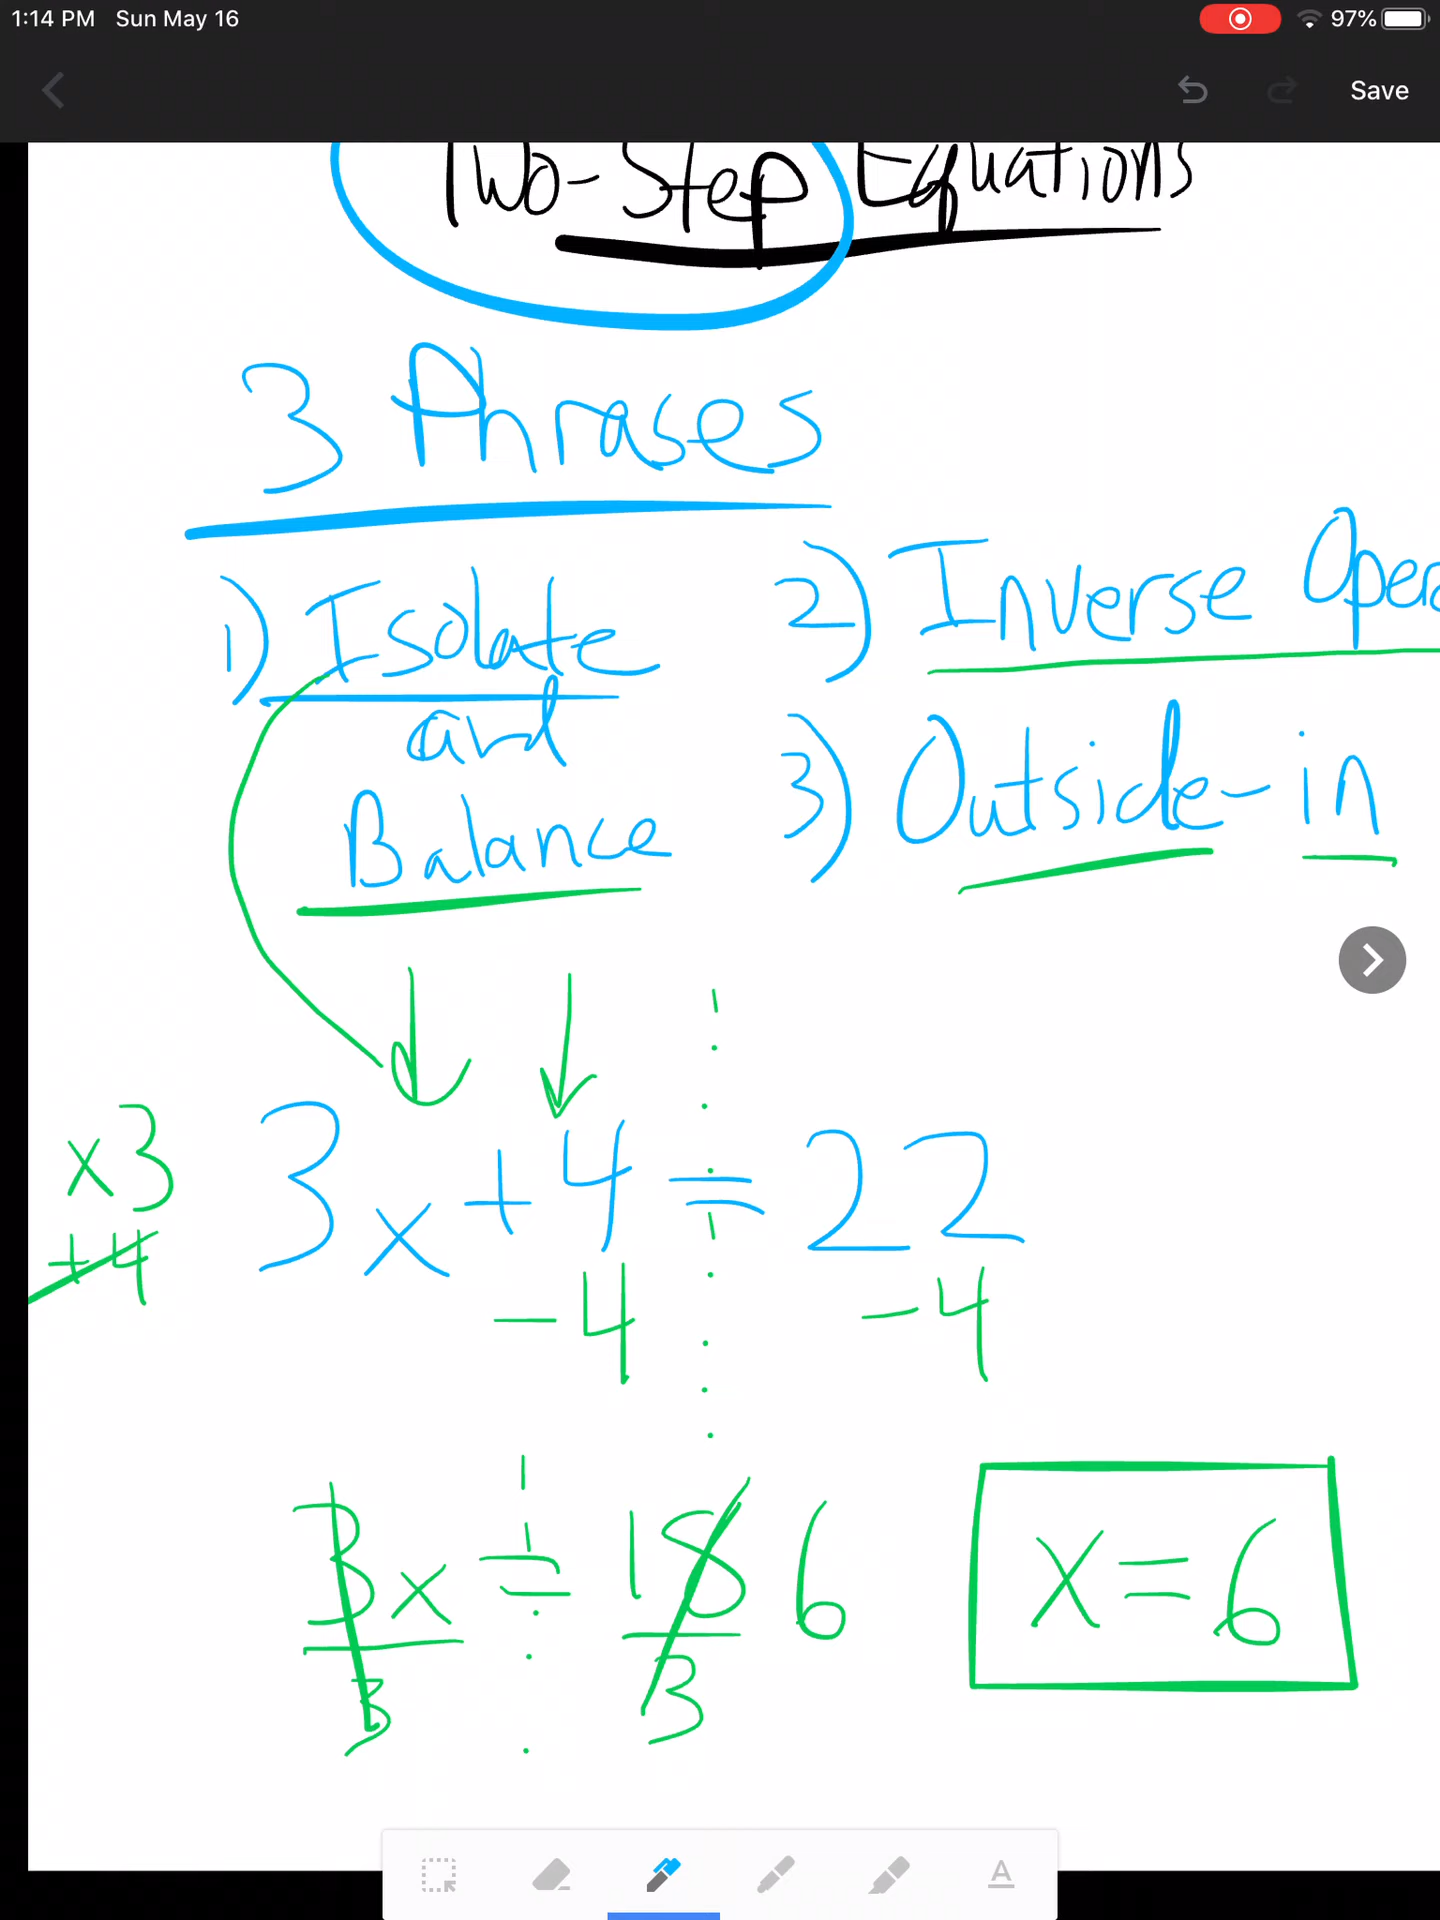 1:14 PM Sun May 16
97%
Save
Two-Step Equations
3 Phrases
1) Isolate
and
Balance
2) Inverse Oper
3) Outside-in
x3
+4
3x+4=22
-4 -4
3x = 18 6
3 3
x=6
A